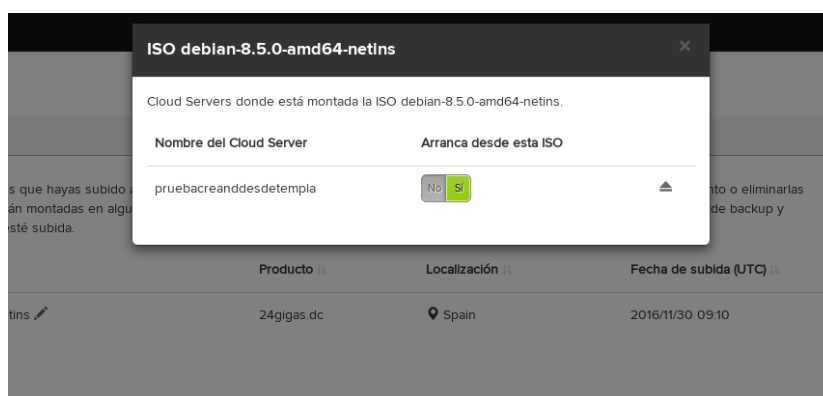 ISO debian-8.5.0-amd64-netins
Cloud Servers donde está montada la ISO debian-8.5.0-amd64-netins.
Nombre del Cloud Server Arranca desde esta ISO
pruebacreanddesdetempla No Sí
s que hayas subido nto o eliminarlas
án montadas en algu de backup y
sté subida.
Producto Localización Fecha de subida (UTC)
tins 24gigas.dc Spain 2016/11/30 09:10